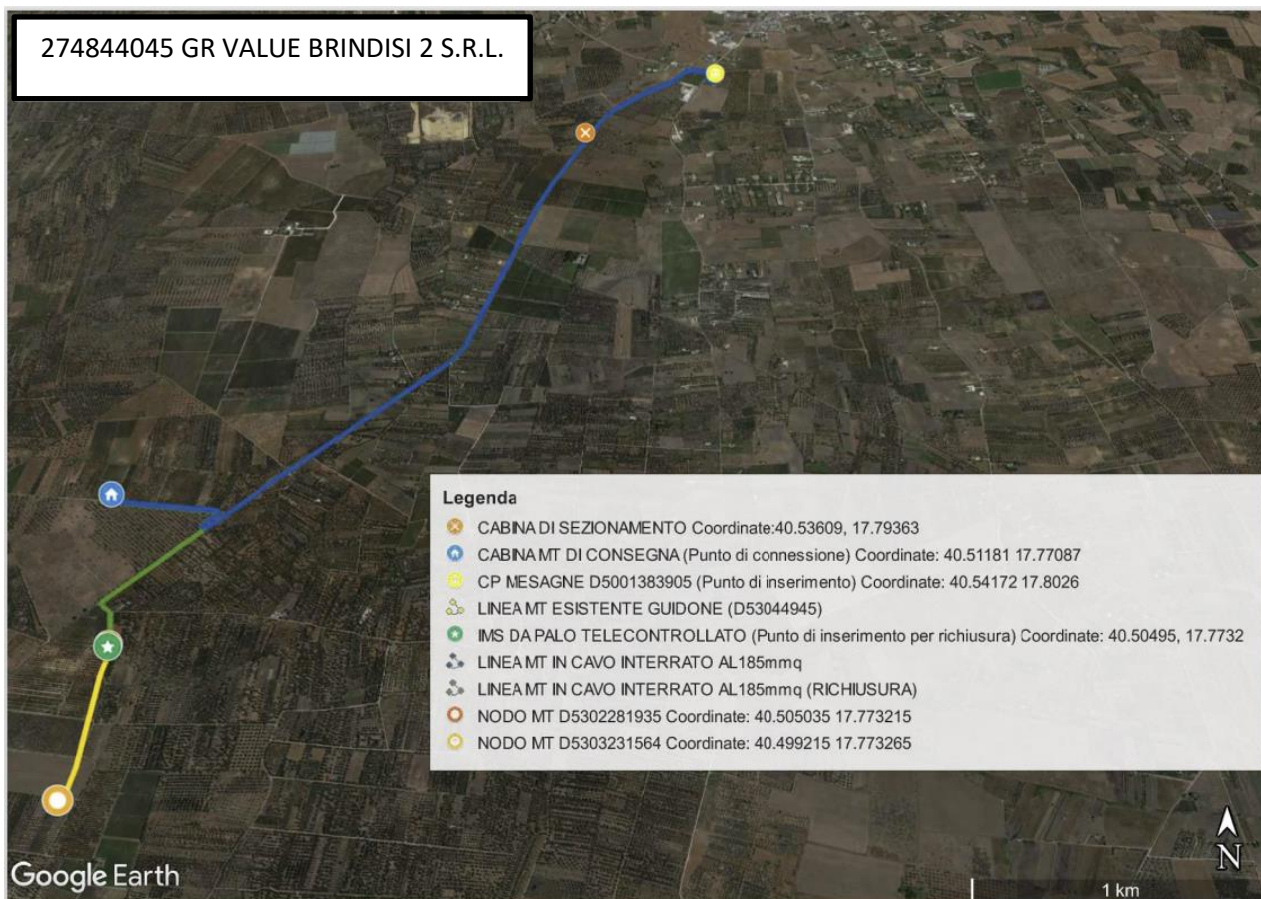 274844045 GR VALUE BRINDISI 2 S.R.L.
Legenda
CABINA DI SEZIONAMENTO Coordinate:40.53609, 17.79363
CABINA MT DI CONSEGNA (Punto di connessione) Coordinate: 40.51181 17.77087
CP MESAGNE D5001383905 (Punto di inserimento) Coordinate: 40.54172 17.8026
LINEA MT ESISTENTE GUIDONE (D53044945)
IMS DA PALO TELECONTROLLATO (Punto di inserimento per richiusura) Coordinate: 40.50495, 17.7732
LINEA MT IN CAVO INTERRATO AL185mmq
LINEA MT IN CAVO INTERRATO AL185mmq (RICHIUSURA)
NODO MT D5302281935 Coordinate: 40.505035 17.773215
NODO MT D5303231564 Coordinate: 40.499215 17.773265
N
Google Earth
1 km